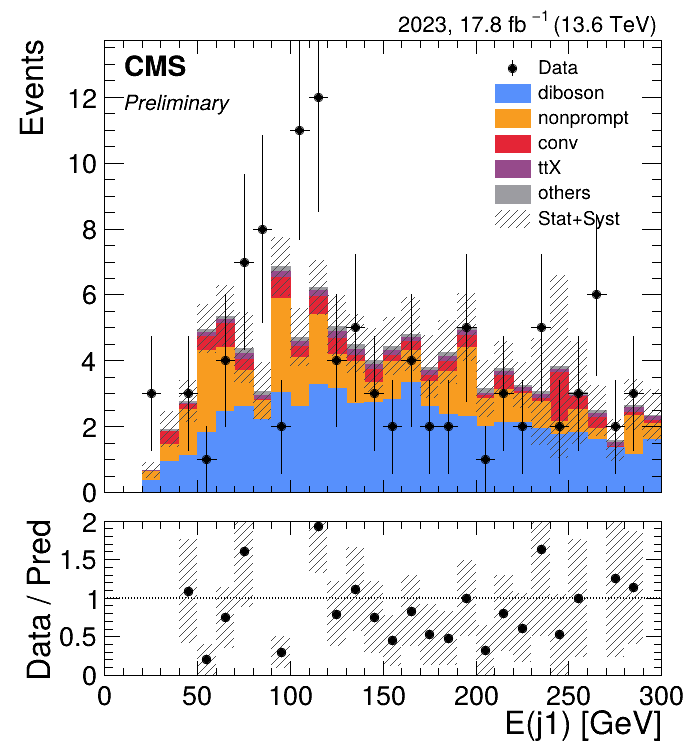 2023, 17.8 fb⁻¹ (13.6 TeV)
Events
CMS
Preliminary
Data
diboson
nonprompt
conv
ttX
others
Stat+Syst
12
10
8
6
4
2
0
Data / Pred
2
1.5
1
0.5
0
0 50 100 150 200 250 300
E(j1) [GeV]